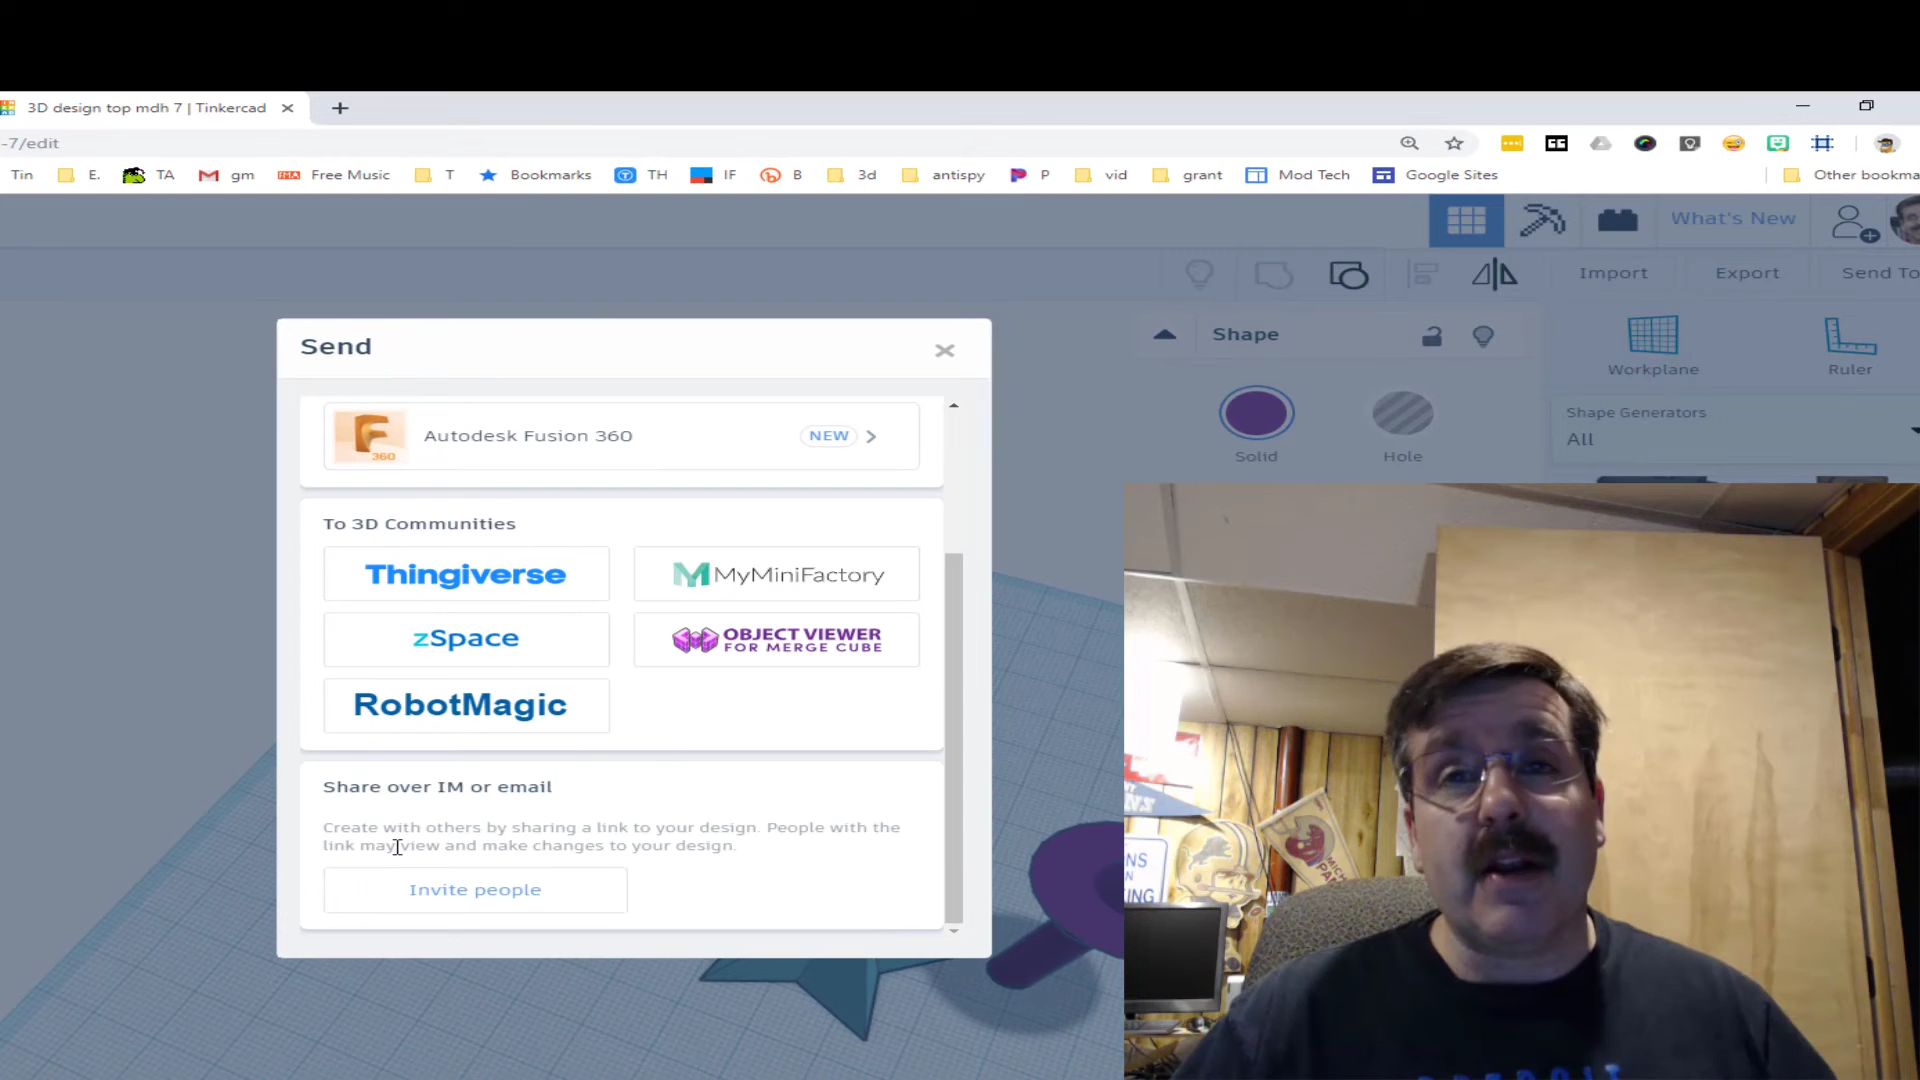 3D design top mdh 7 | Tinkercad
-7/edit
Tin E. TA gm IMA Free Music T Bookmarks TH IF B 3d antispy P vid grant Mod Tech Google Sites Other bookma
What's New
Import Export Send To
Send
Shape
Workplane Ruler
Shape Generators
All
Solid Hole
360
Autodesk Fusion 360 NEW
To 3D Communities
Thingiverse
MyMiniFactory
zSpace
OBJECT VIEWER
FOR MERGE CUBE
RobotMagic
Share over IM or email
Create with others by sharing a link to your design. People with the
link may view and make changes to your design.
Invite people